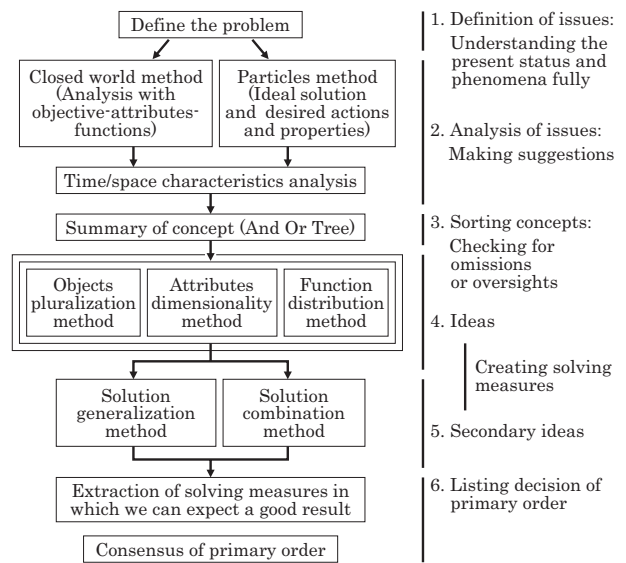 Define the problem
Closed world method
(Analysis with
objective-attributes-
functions)
Particles method
(Ideal solution
and desired actions
and properties)
Time/space characteristics analysis
Summary of concept (And Or Tree)
Objects
pluralization
method
Attributes
dimensionality
method
Function
distribution
method
Solution
generalization
method
Solution
combination
method
Extraction of solving measures in
which we can expect a good result
Consensus of primary order
1. Definition of issues:
Understanding the
present status and
phenomena fully
2. Analysis of issues:
Making suggestions
3. Sorting concepts:
Checking for
omissions
or oversights
4. Ideas
Creating solving
measures
5. Secondary ideas
6. Listing decision of
primary order